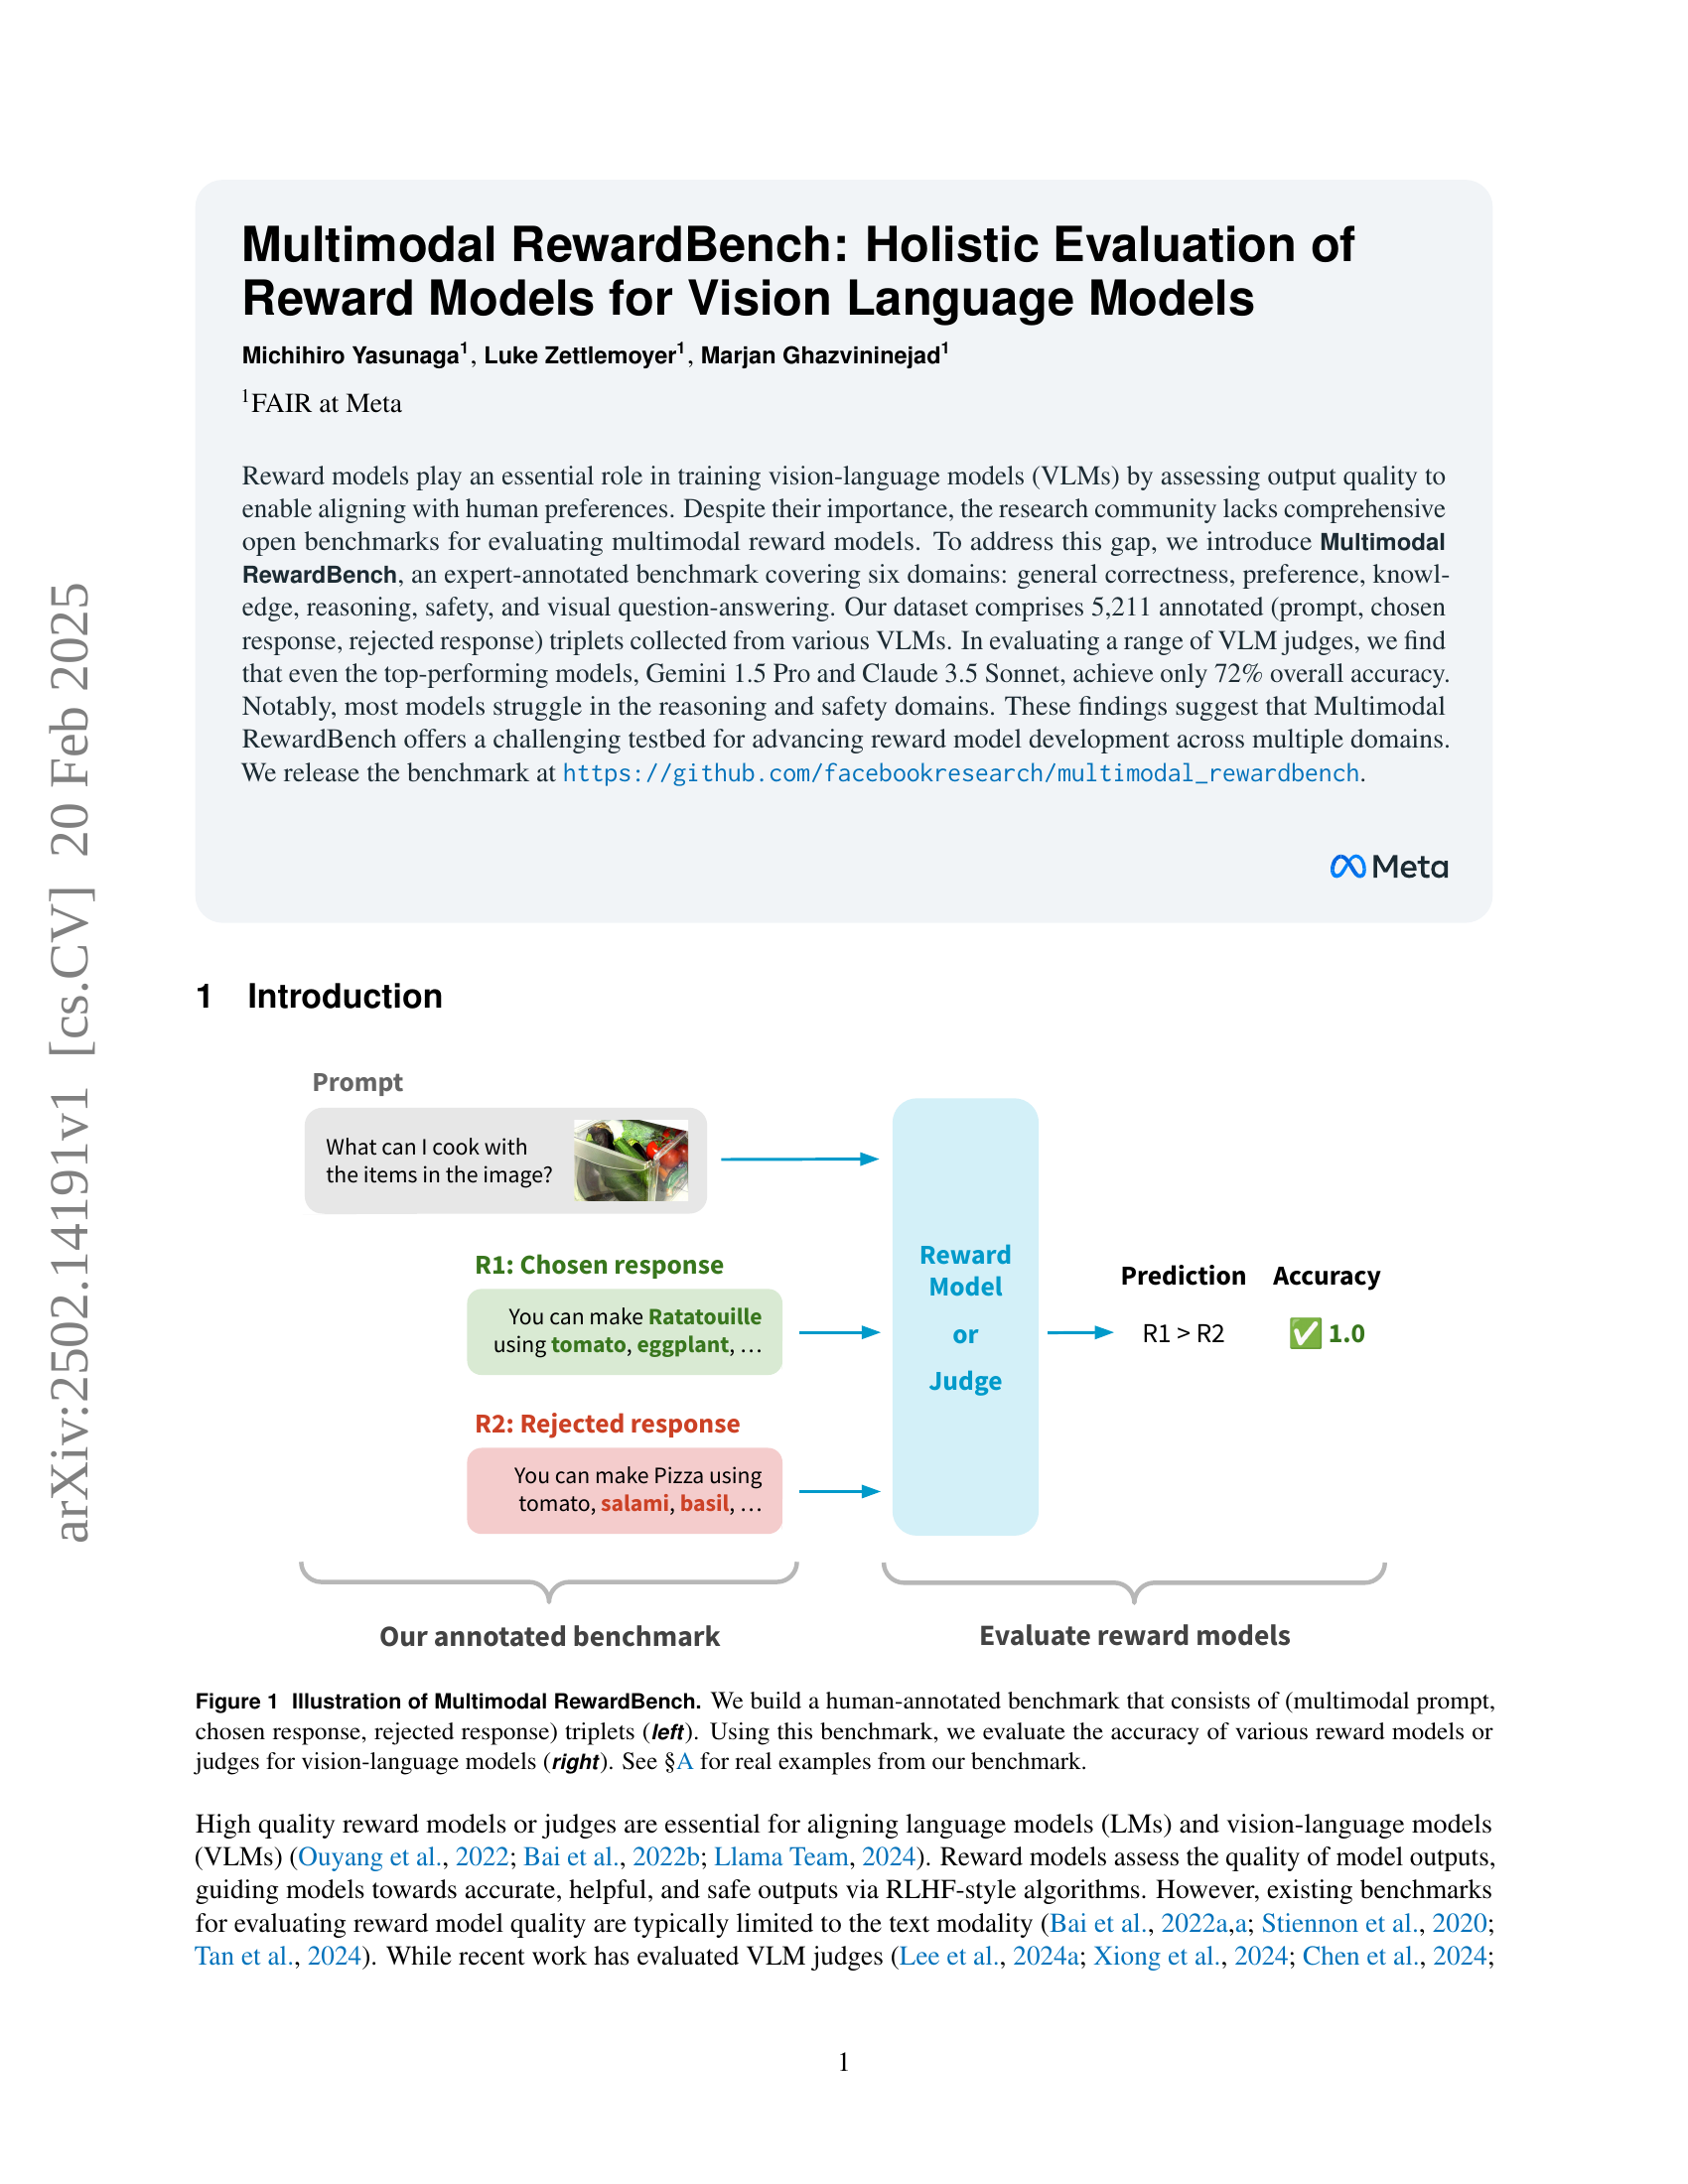 arXiv:2502.14191v1 [cs.CV] 20 Feb 2025
Multimodal RewardBench: Holistic Evaluation of
Reward Models for Vision Language Models
Michihiro Yasunaga1, Luke Zettlemoyer1, Marjan Ghazvininejad1
1FAIR at Meta
Reward models play an essential role in training vision-language models (VLMs) by assessing output quality to
enable aligning with human preferences. Despite their importance, the research community lacks comprehensive
open benchmarks for evaluating multimodal reward models. To address this gap, we introduce Multimodal
RewardBench, an expert-annotated benchmark covering six domains: general correctness, preference, knowl-
edge, reasoning, safety, and visual question-answering. Our dataset comprises 5,211 annotated (prompt, chosen
response, rejected response) triplets collected from various VLMs. In evaluating a range of VLM judges, we find
that even the top-performing models, Gemini 1.5 Pro and Claude 3.5 Sonnet, achieve only 72% overall accuracy.
Notably, most models struggle in the reasoning and safety domains. These findings suggest that Multimodal
RewardBench offers a challenging testbed for advancing reward model development across multiple domains.
We release the benchmark at https://github.com/facebookresearch/multimodal_rewardbench.
Meta
1 Introduction
Prompt
What can I cook with
the items in the image?
R1: Chosen response
You can make Ratatouille
using tomato, eggplant, …
R2: Rejected response
You can make Pizza using
tomato, salami, basil, …
Reward
Model
or
Judge
Prediction Accuracy
R1 > R2 ✅ 1.0
Our annotated benchmark
Evaluate reward models
Figure 1 Illustration of Multimodal RewardBench. We build a human-annotated benchmark that consists of (multimodal prompt,
chosen response, rejected response) triplets (left). Using this benchmark, we evaluate the accuracy of various reward models or
judges for vision-language models (right). See §A for real examples from our benchmark.
High quality reward models or judges are essential for aligning language models (LMs) and vision-language models
(VLMs) (Ouyang et al., 2022; Bai et al., 2022b; Llama Team, 2024). Reward models assess the quality of model outputs,
guiding models towards accurate, helpful, and safe outputs via RLHF-style algorithms. However, existing benchmarks
for evaluating reward model quality are typically limited to the text modality (Bai et al., 2022a,a; Stiennon et al., 2020;
Tan et al., 2024). While recent work has evaluated VLM judges (Lee et al., 2024a; Xiong et al., 2024; Chen et al., 2024;
1